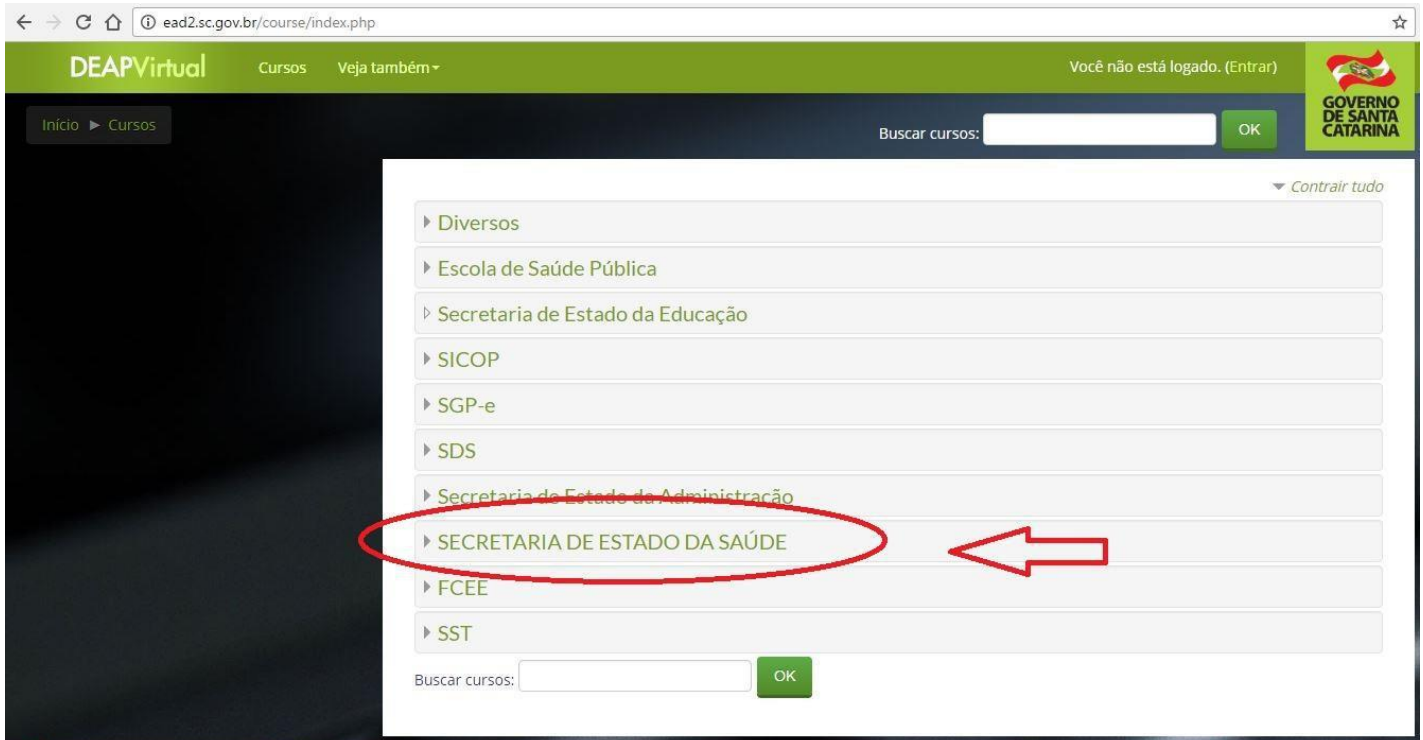 ead2.sc.gov.br/course/index.php
DEAPVirtual Cursos Veja também Você não está logado. (Entrar)
GOVERNO
DE SANTA
CATARINA
Início ► Cursos
Buscar cursos: OK
Contrair tudo
Diversos
Escola de Saúde Pública
Secretaria de Estado da Educação
SICOP
SGP-e
SDS
Secretaria de Estado da Administração
SECRETARIA DE ESTADO DA SAÚDE
FCEE
SST
Buscar cursos: OK